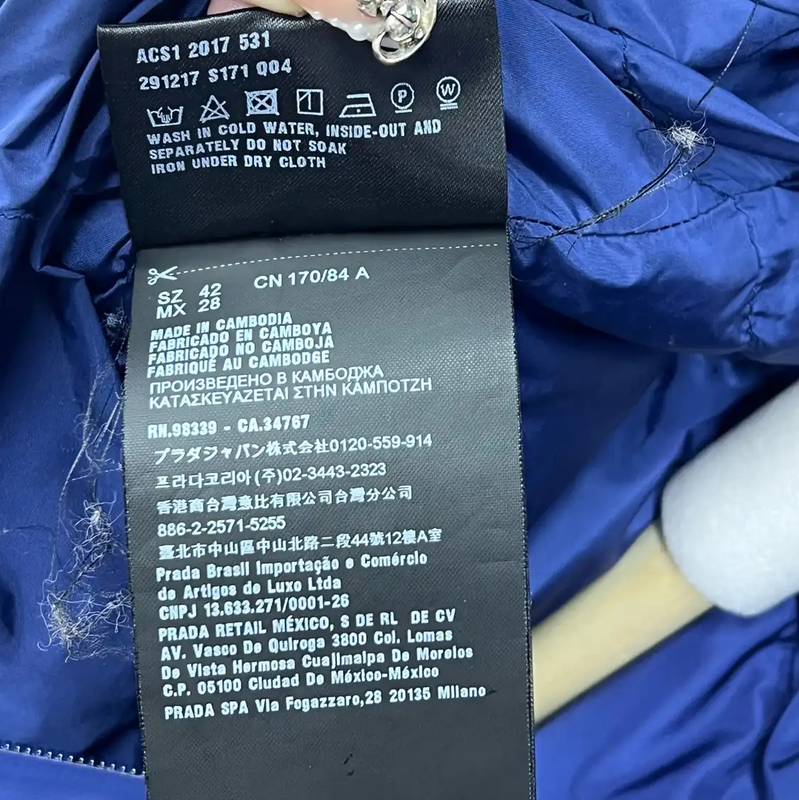 ACS1 2017 531
291217 S171 Q04
WASH IN COLD WATER, INSIDE-OUT AND
SEPARATELY DO NOT SOAK
IRON UNDER DRY CLOTH
SZ 42 CN 170/84 A
MX 28
MADE IN CAMBODIA
FABRICADO EN CAMBOYA
FABRICADO NO CAMBOJA
FABRIQUÉ AU CAMBODGE
ПРОИЗВЕДЕНО В КАМБОДЖА
ΚΑΤΑΣΚΕΥΑΖΕΤΑΙ ΣΤΗΝ ΚΑΜΠΟΤΖΗ
RN.98339 - CA.34767
プラダジャパン株式会社0120-559-914
프라다코리아(주)02-3443-2323
香港商台灣意比有限公司台灣分公司
886-2-2571-5255
臺北市中山區中山北路二段44號12樓A室
Prada Brasil Importação e Comércio
de Artigos de Luxo Ltda
CNPJ 13.633.271/0001-26
PRADA RETAIL MÉXICO, S DE RL DE CV
AV. Vasco De Quiroga 3800 Col. Lomas
De Vista Hermosa Cuajimalpa De Morelos
C.P. 05100 Ciudad De México-México
PRADA SPA Via Fogazzaro,28 20135 Milano